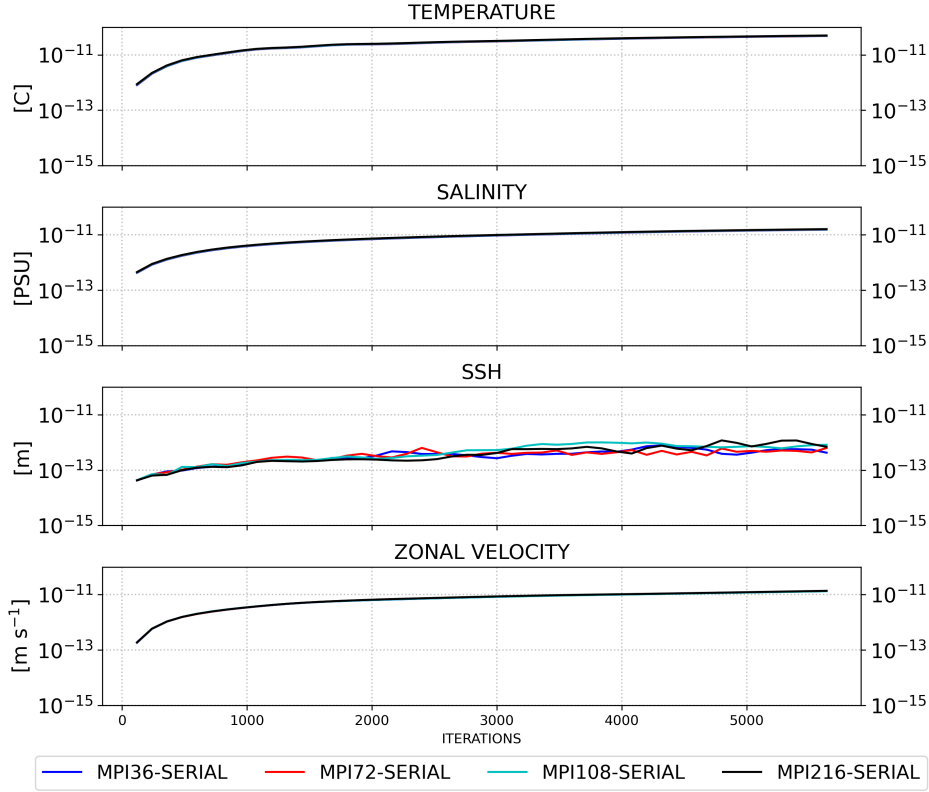 TEMPERATURE
[C]
10⁻¹¹ 10⁻¹¹
10⁻¹³ 10⁻¹³
10⁻¹⁵ 10⁻¹⁵
SALINITY
[PSU]
10⁻¹¹ 10⁻¹¹
10⁻¹³ 10⁻¹³
10⁻¹⁵ 10⁻¹⁵
SSH
[m]
10⁻¹¹ 10⁻¹¹
10⁻¹³ 10⁻¹³
10⁻¹⁵ 10⁻¹⁵
ZONAL VELOCITY
[m s⁻¹]
10⁻¹¹ 10⁻¹¹
10⁻¹³ 10⁻¹³
10⁻¹⁵ 10⁻¹⁵
0 1000 2000 3000 4000 5000
ITERATIONS
MPI36-SERIAL MPI72-SERIAL MPI108-SERIAL MPI216-SERIAL